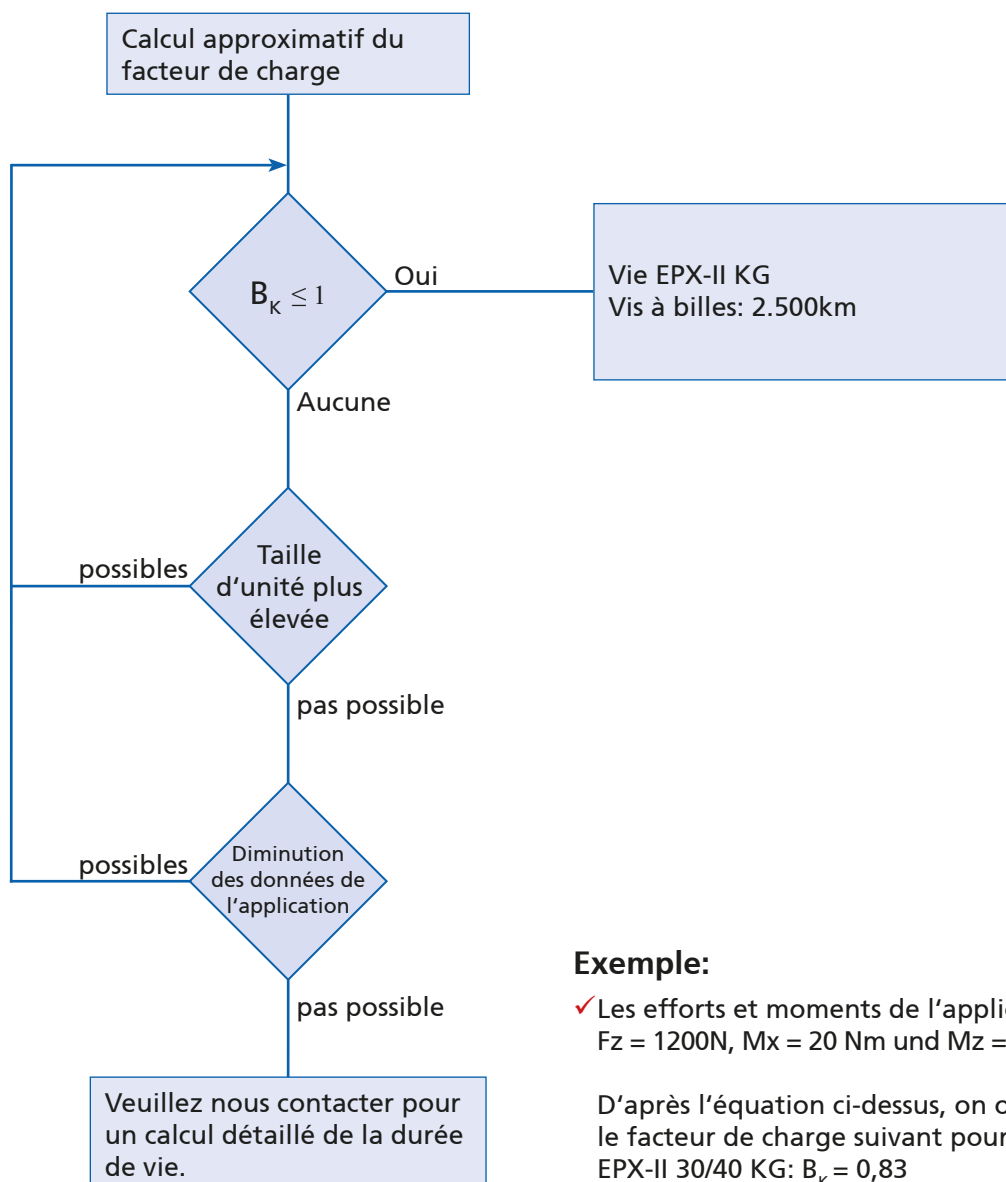 Calcul approximatif du
facteur de charge
B_K ≤ 1
Oui
Vie EPX-II KG
Vis à billes: 2.500km
Aucune
Taille
d‘unité plus
élevée
possibles
pas possible
Diminution
des données de
l‘application
possibles
pas possible
Veuillez nous contacter pour
un calcul détaillé de la durée
de vie.
Exemple:
✓Les efforts et moments de
Fz = 1200N, Mx = 20 Nm und Mz =
D‘après l‘équation ci-dessus, on
le facteur de charge suivant pour
EPX-II 30/40 KG: B_K = 0,83